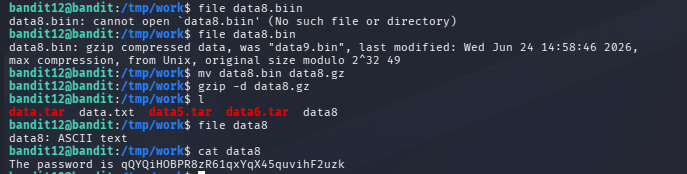 bandit12@bandit:/tmp/work$ file data8.biin
data8.biin: cannot open `data8.biin' (No such file or directory)
bandit12@bandit:/tmp/work$ file data8.bin
data8.bin: gzip compressed data, was "data9.bin", last modified: Wed Jun 24 14:58:46 2026,
max compression, from Unix, original size modulo 2^32 49
bandit12@bandit:/tmp/work$ mv data8.bin data8.gz
bandit12@bandit:/tmp/work$ gzip -d data8.gz
bandit12@bandit:/tmp/work$ l
data.tar  data.txt  data5.tar  data6.tar  data8
bandit12@bandit:/tmp/work$ file data8
data8: ASCII text
bandit12@bandit:/tmp/work$ cat data8
The password is qQYQiHOBPR8zR61qxYqX45quvihF2uzk